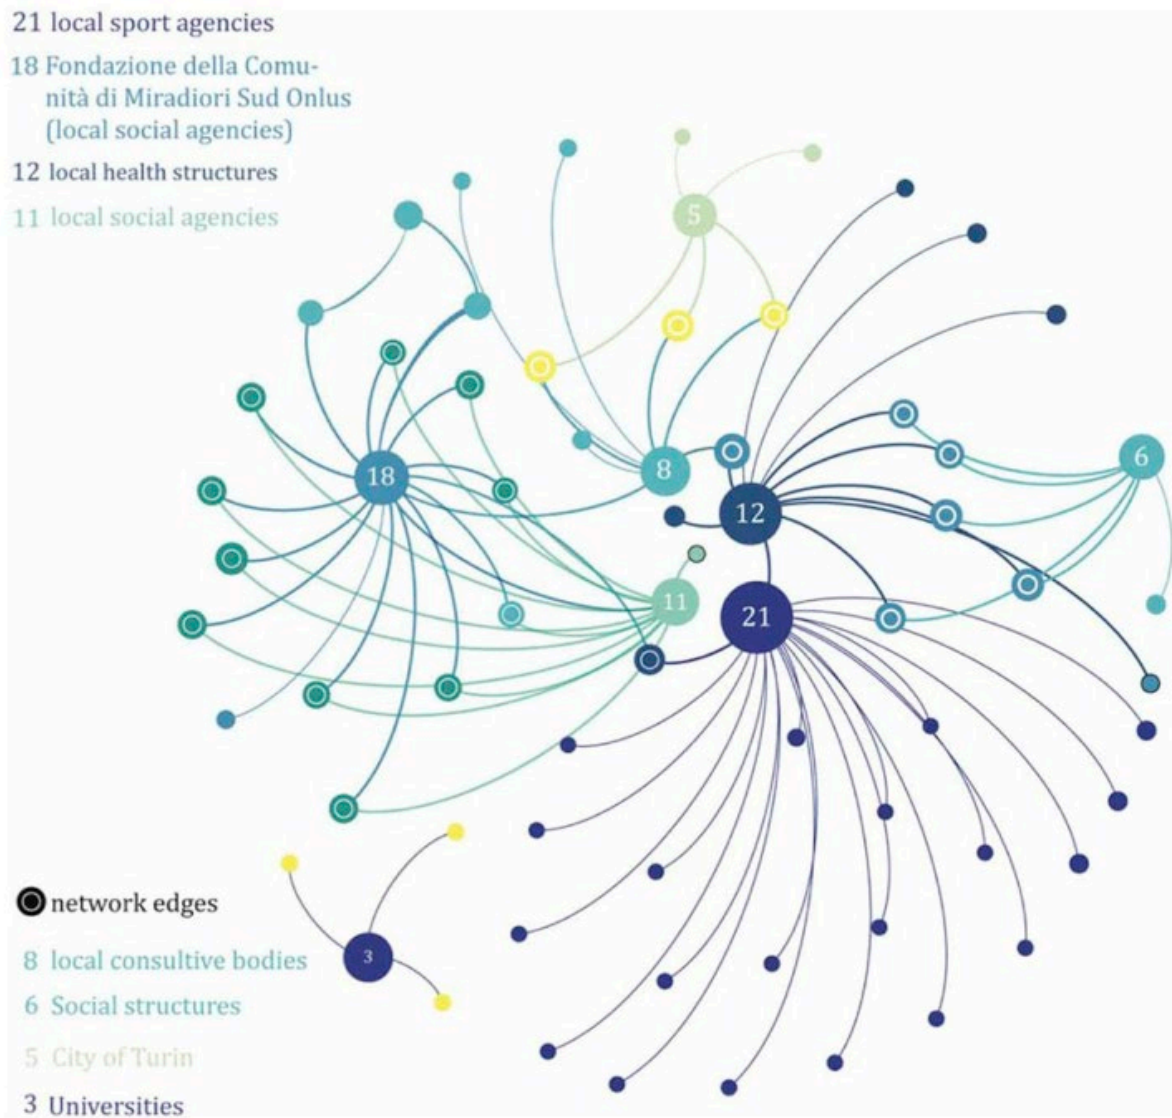 21 local sport agencies
18 Fondazione della Comu-
nità di Miradiori Sud Onlus
(local social agencies)
12 local health structures
11 local social agencies
5
18
8
6
12
11
21
3
network edges
8 local consultive bodies
6 Social structures
5 City of Turin
3 Universities